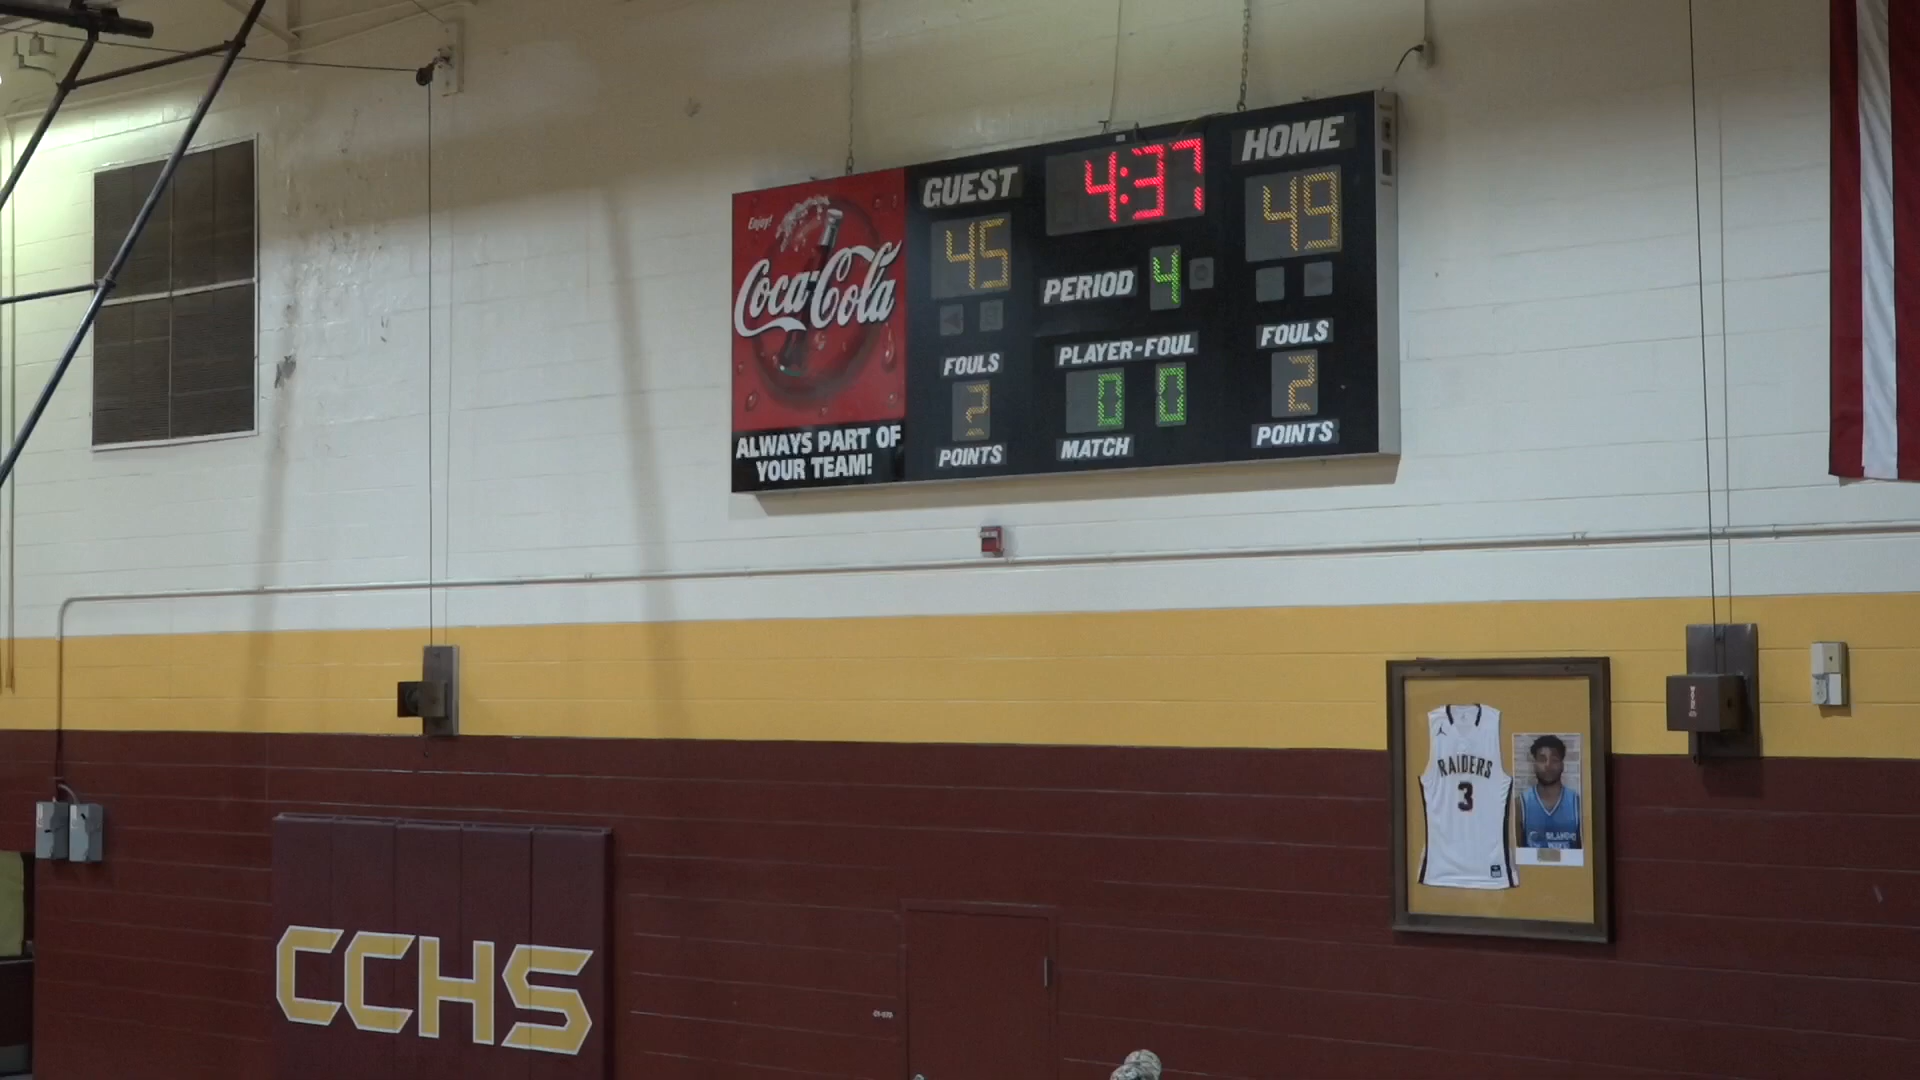 Enjoy!
Coca-Cola
ALWAYS PART OF
YOUR TEAM!
GUEST
45
4:37
HOME
49
PERIOD 4
FOULS
2
POINTS
PLAYER-FOUL
0 0
MATCH
FOULS
2
POINTS
RAIDERS
3
CCHS